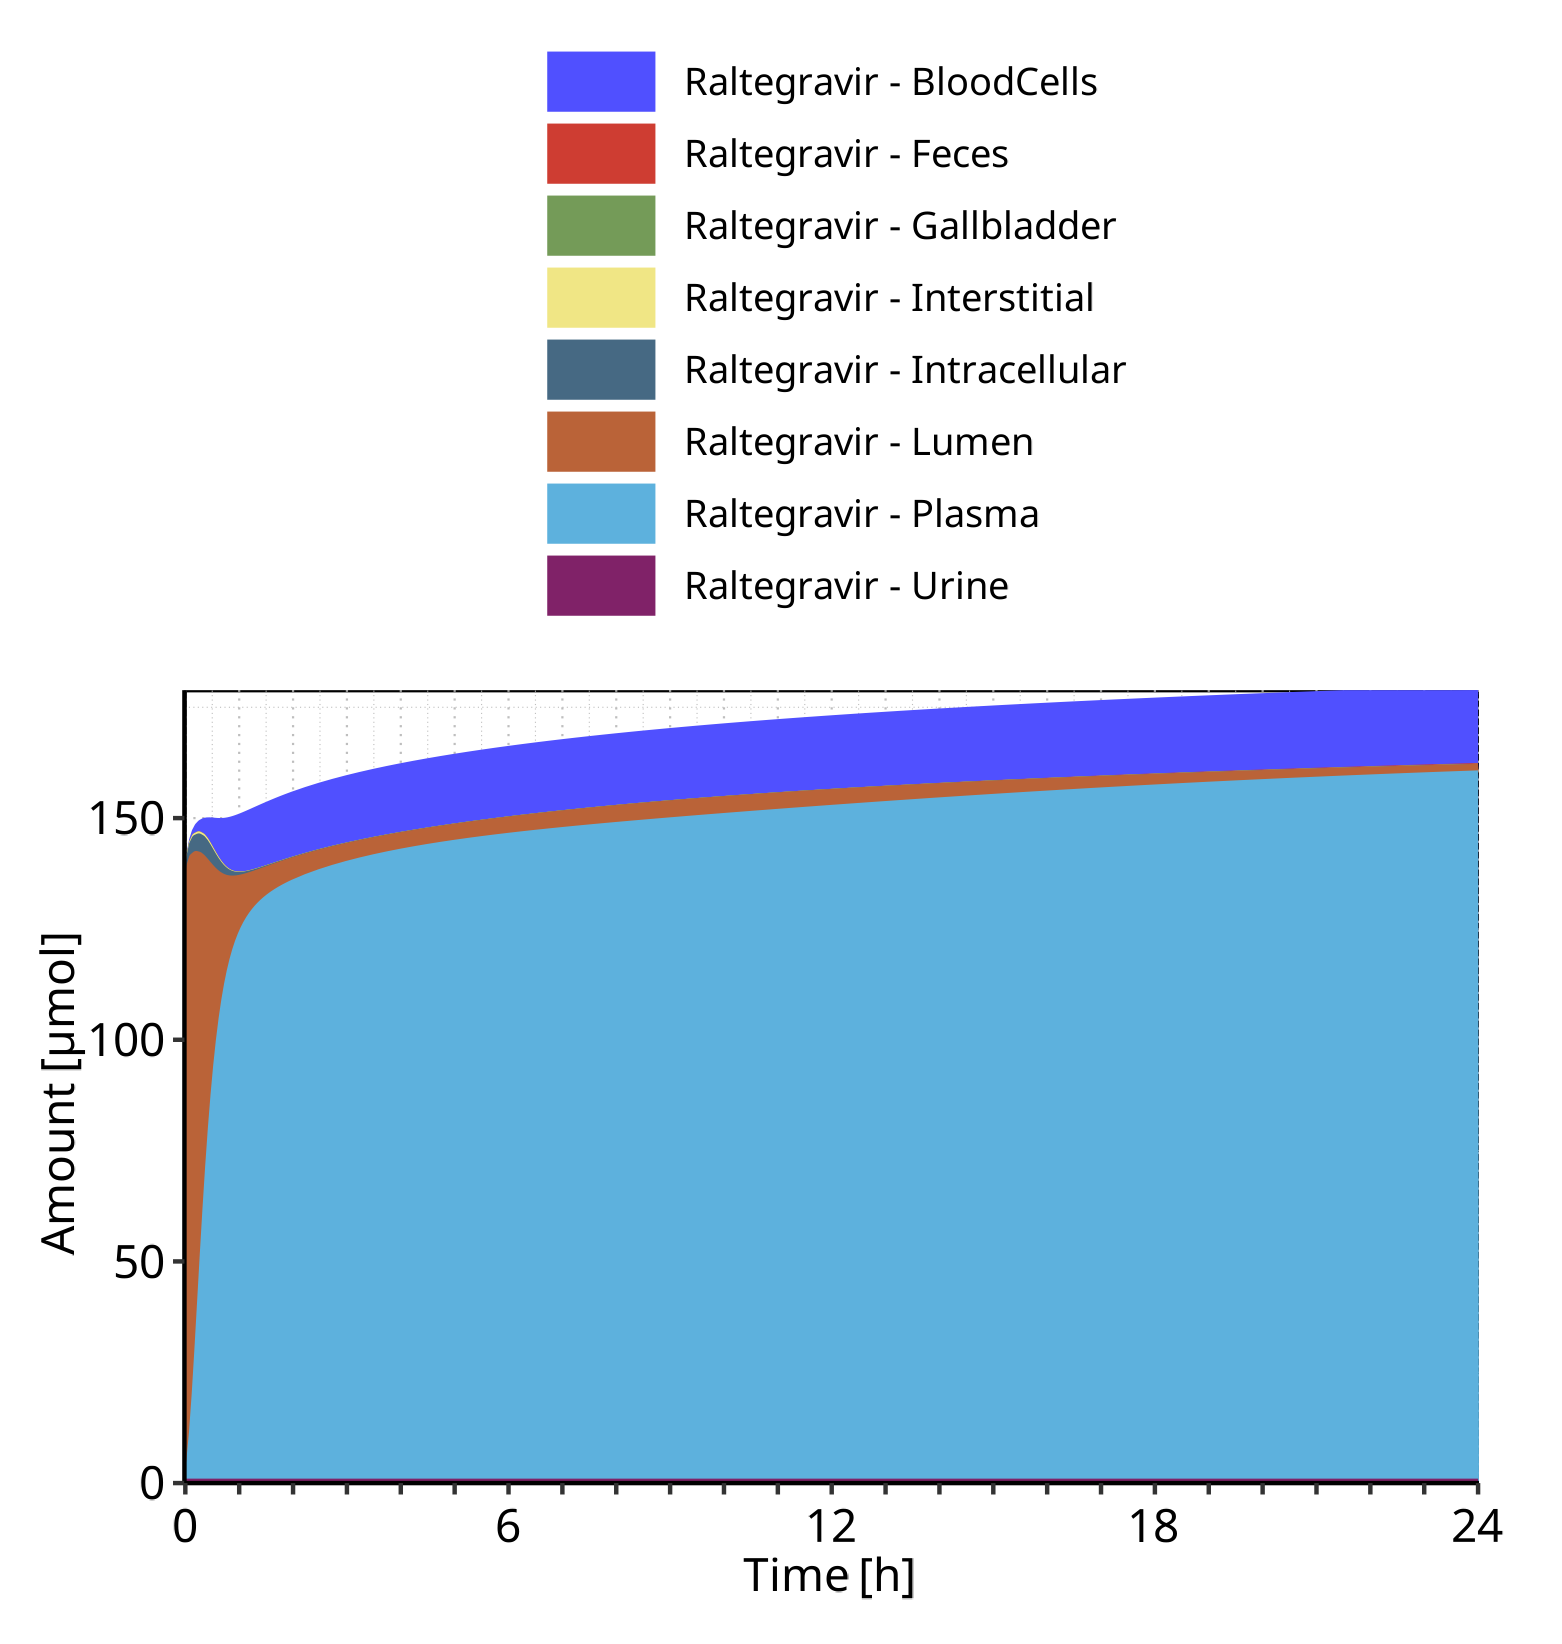 Raltegravir - BloodCells
Raltegravir - Feces
Raltegravir - Gallbladder
Raltegravir - Interstitial
Raltegravir - Intracellular
Raltegravir - Lumen
Raltegravir - Plasma
Raltegravir - Urine
Amount [µmol]
150
100
50
0
0 6 12 18 24
Time [h]